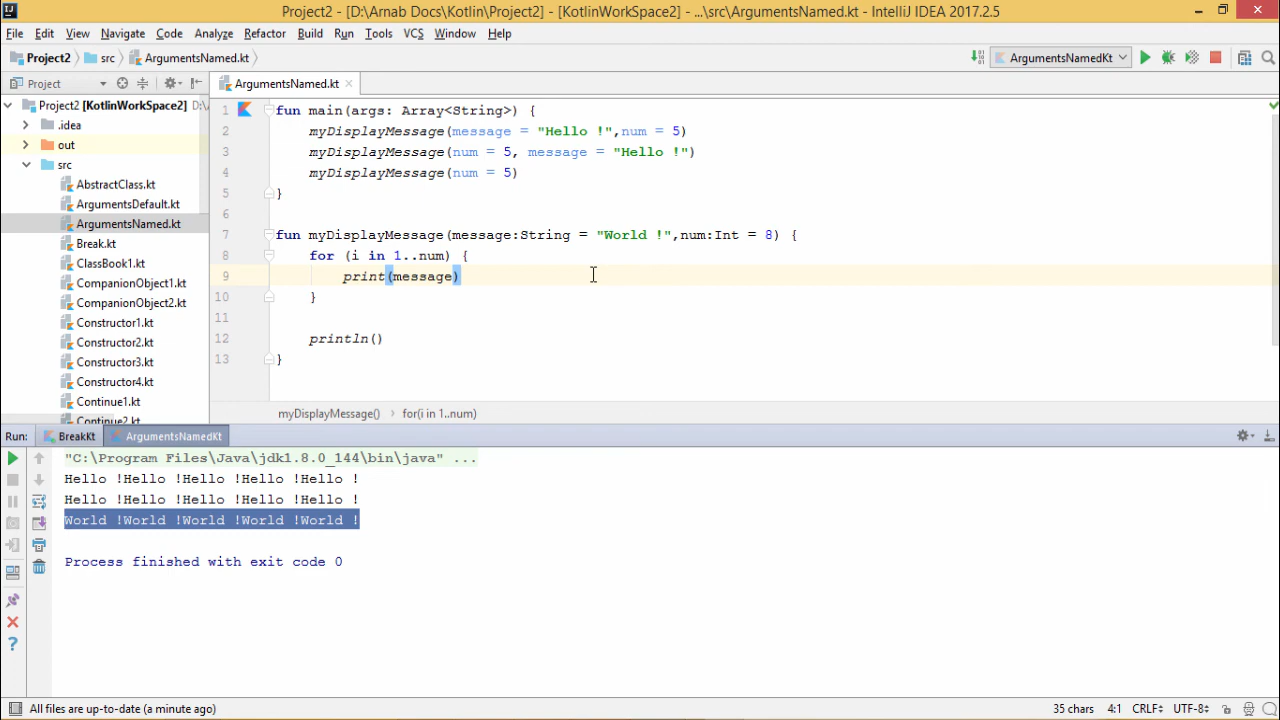 Project2 - [D:\Arnab Docs\Kotlin\Project2] - [KotlinWorkSpace2] - ...\src\ArgumentsNamed.kt - IntelliJ IDEA 2017.2.5
File Edit View Navigate Code Analyze Refactor Build Run Tools VCS Window Help
Project2 src ArgumentsNamed.kt ArgumentsNamedKt
Project ArgumentsNamed.kt
Project2 [KotlinWorkSpace2] D:\
.idea
out
src
AbstractClass.kt
ArgumentsDefault.kt
ArgumentsNamed.kt
Break.kt
ClassBook1.kt
CompanionObject1.kt
CompanionObject2.kt
Constructor1.kt
Constructor2.kt
Constructor3.kt
Constructor4.kt
Continue1.kt
Continue2.kt
1 fun main(args: Array<String>) {
2 myDisplayMessage(message = "Hello !",num = 5)
3 myDisplayMessage(num = 5, message = "Hello !")
4 myDisplayMessage(num = 5)
5 }
6
7 fun myDisplayMessage(message:String = "World !",num:Int = 8) {
8 for (i in 1..num) {
9 print(message)
10 }
11
12 println()
13 }
myDisplayMessage() for(i in 1..num)
Run: BreakKt ArgumentsNamedKt
"C:\Program Files\Java\jdk1.8.0_144\bin\java" ...
Hello !Hello !Hello !Hello !Hello !
Hello !Hello !Hello !Hello !Hello !
World !World !World !World !World !
Process finished with exit code 0
All files are up-to-date (a minute ago) 35 chars 4:1 CRLF UTF-8